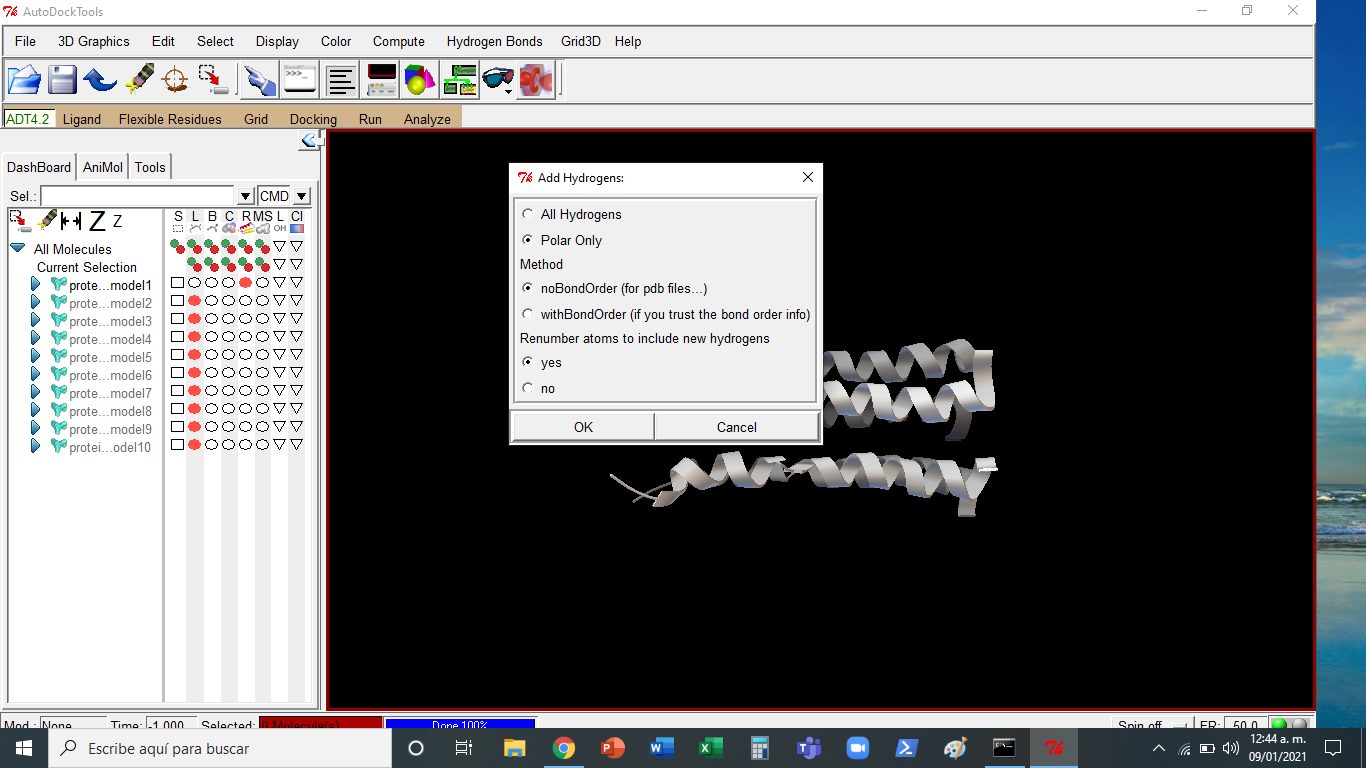 AutoDockTools
File 3D Graphics Edit Select Display Color Compute Hydrogen Bonds Grid3D Help
>>>_
ADT4.2 Ligand Flexible Residues Grid Docking Run Analyze
DashBoard AniMol Tools
Sel.: CMD
Z Z S L B C R MS L Cl
OH
All Molecules
Current Selection
prote...model1
prote...model2
prote...model3
prote...model4
prote...model5
prote...model6
prote...model7
prote...model8
prote...model9
protei...odel10
Add Hydrogens:
All Hydrogens
Polar Only
Method
noBondOrder (for pdb files...)
withBondOrder (if you trust the bond order info)
Renumber atoms to include new hydrogens
yes
no
OK Cancel
Mod.: None Time: -1.000 Selected: 0 Molecule(s) Done 100% Spin off FR: 50.0
Escribe aquí para buscar
12:44 a. m.
09/01/2021